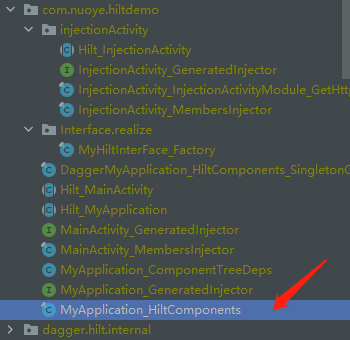 com.nuoye.hiltdemo
injectionActivity
Hilt_InjectionActivity
InjectionActivity_GeneratedInjector
InjectionActivity_InjectionActivityModule_GetHtt
InjectionActivity_MembersInjector
Interface.realize
MyHiltInterFace_Factory
DaggerMyApplication_HiltComponents_SingletonC
Hilt_MainActivity
Hilt_MyApplication
MainActivity_GeneratedInjector
MainActivity_MembersInjector
MyApplication_ComponentTreeDeps
MyApplication_GeneratedInjector
MyApplication_HiltComponents
dagger.hilt.internal